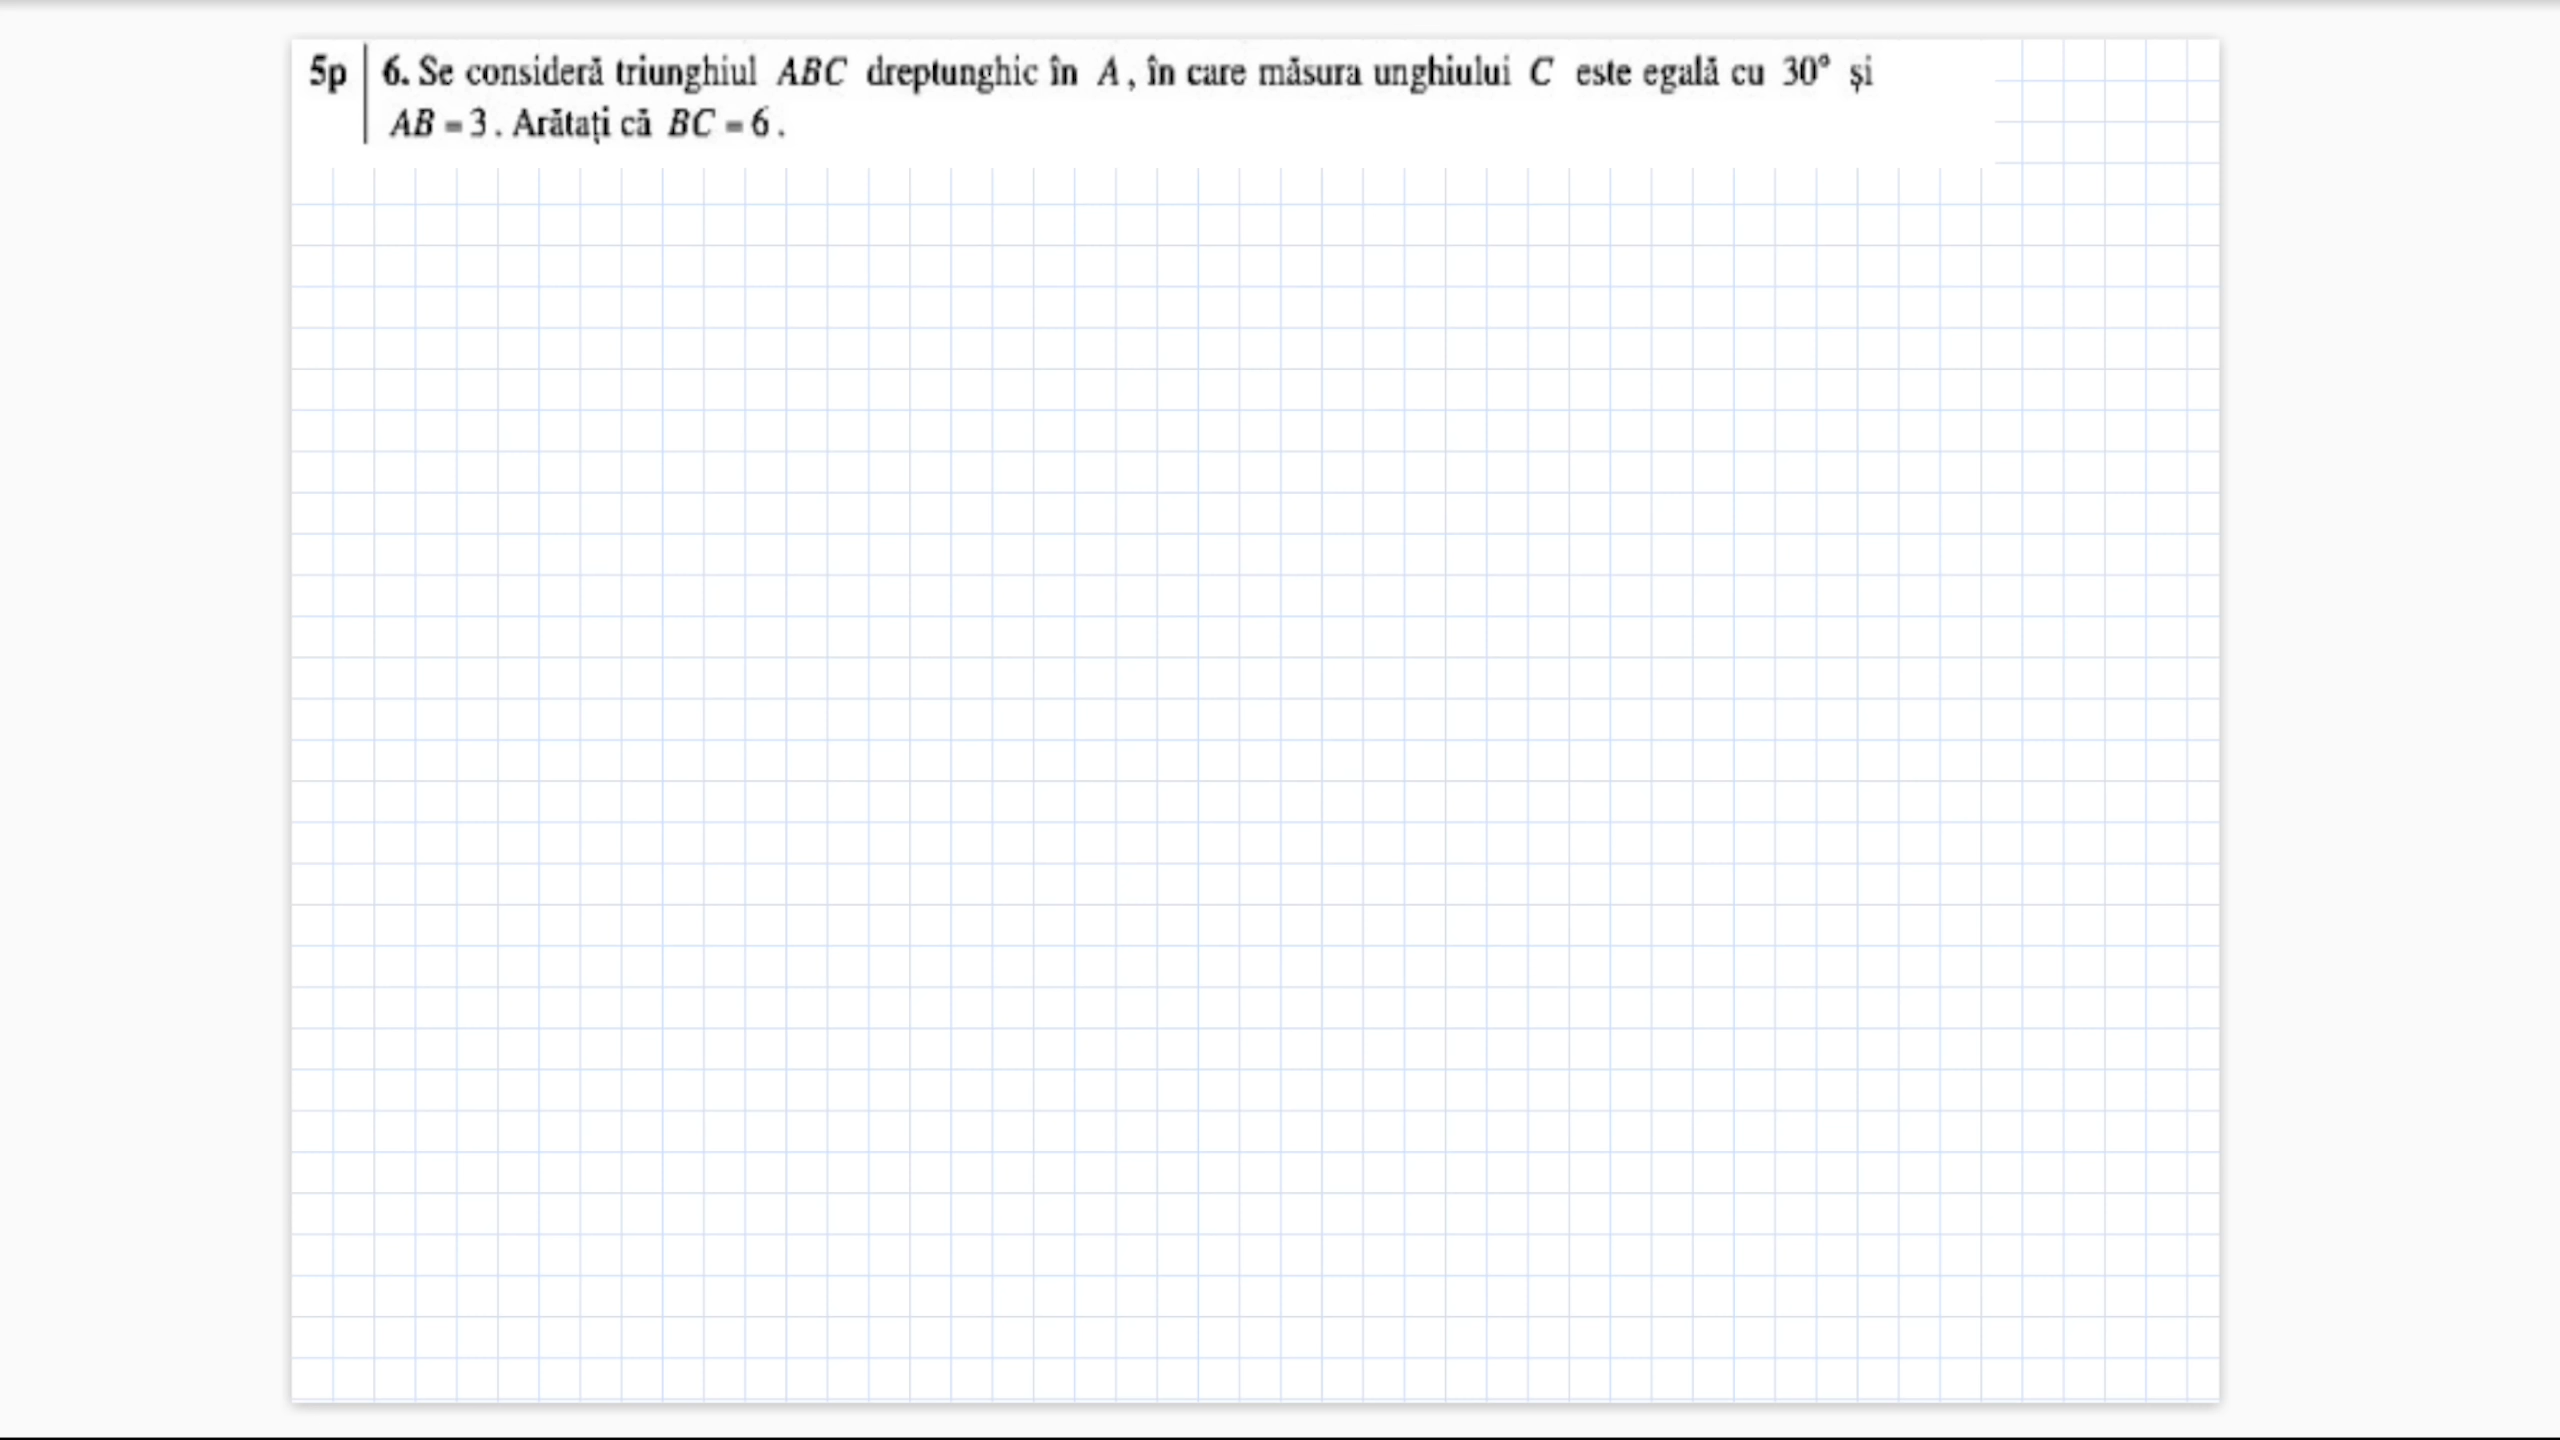 5p 6. Se consideră triunghiul ABC dreptunghic în A, în care măsura unghiului C este egală cu 30° și
AB = 3. Arătați că BC = 6.